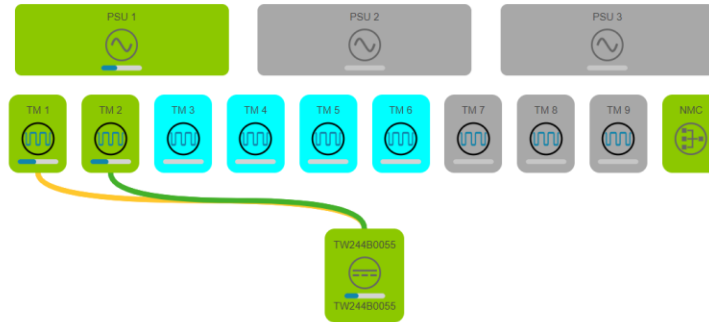 PSU 1
PSU 2
PSU 3
TM 1
TM 2
TM 3
TM 4
TM 5
TM 6
TM 7
TM 8
TM 9
NMC
TW244B0055
TW244B0055